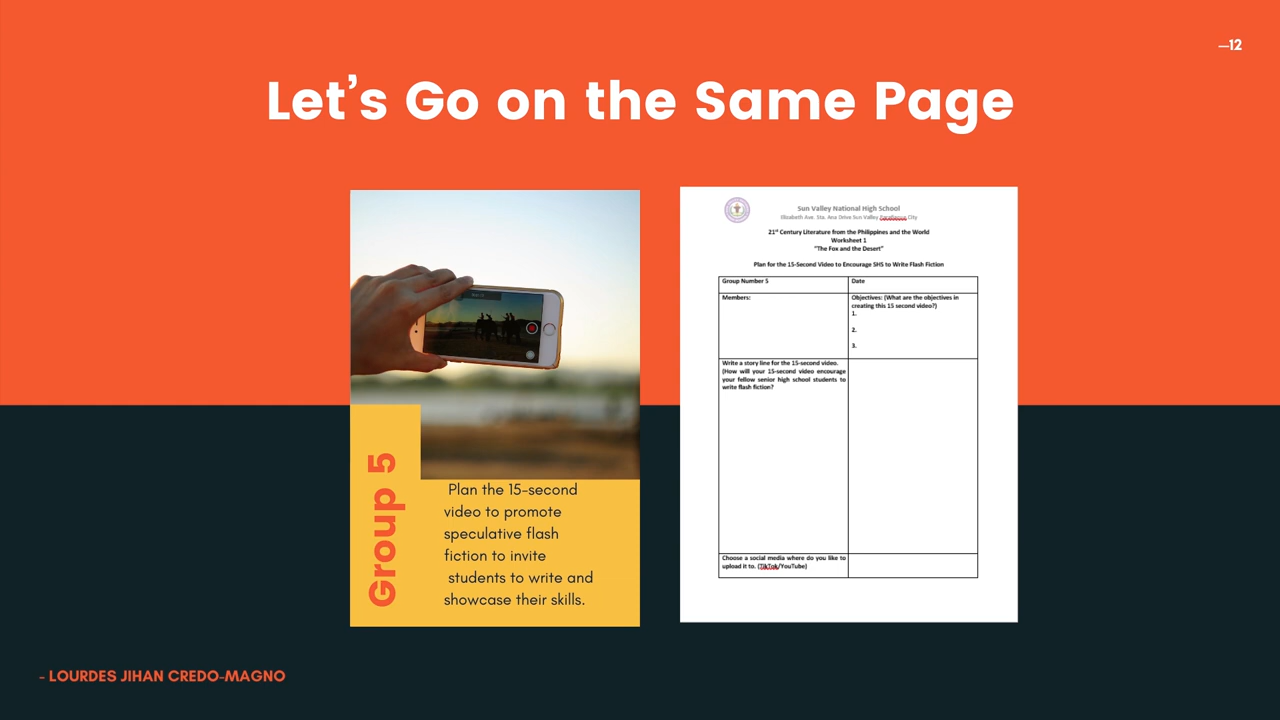 —12
Let's Go on the Same Page
Group 5
Plan the 15-second
video to promote
speculative flash
fiction to invite
students to write and
showcase their skills.
Sun Valley National High School
Elizabeth Ave. Sta. Ana Drive Sun Valley City
21st Century Literature from the Philippines and the World
Worksheet 1
"The Fox and the Desert"
Plan for the 15-Second Video to Encourage SHS to Write Flash Fiction
Group Number 5
Date
Members:
Objectives: (What are the objectives in
creating this 15 second video?)
1.
2.
3.
Write a story line for the 15-second video.
(How will your 15-second video encourage
your fellow senior high school students to
write flash fiction?
Choose a social media where do you like to
upload it to. (TikTok/YouTube)
- LOURDES JIHAN CREDO-MAGNO